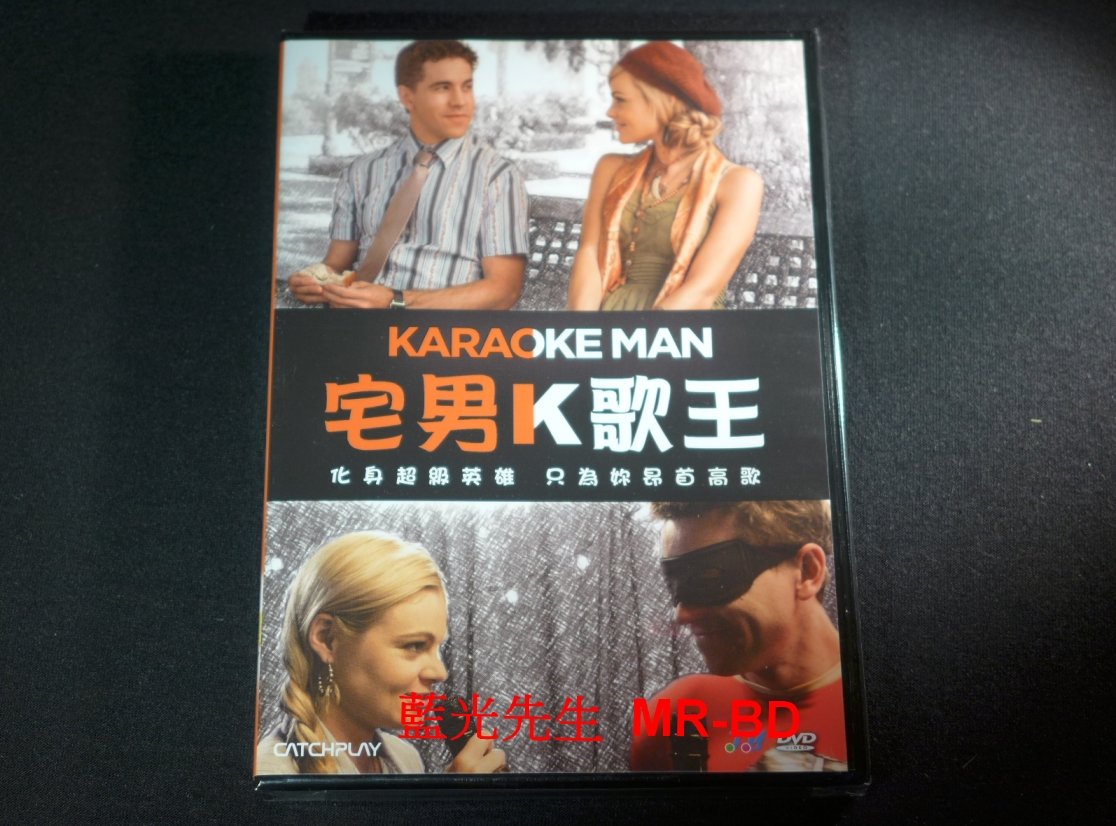 KARAOKE MAN
宅男K歌王
化身超級英雄 只為妳昂首高歌
藍光先生 MR-BD
CATCHPLAY
DVD
VIDEO